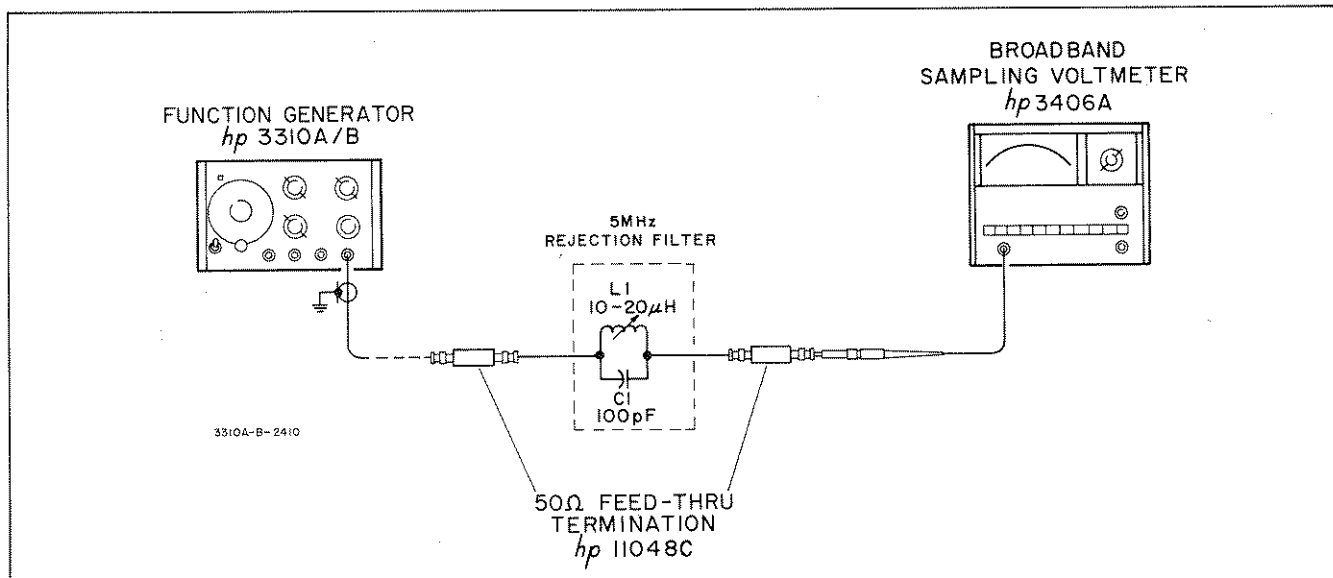 BROADBAND
SAMPLING VOLTMETER
hp 3406A
FUNCTION GENERATOR
hp 3310A/B
5MHz
REJECTION FILTER
L1
10-20μH
C1
100pF
3310A-B-2410
50Ω FEED-THRU
TERMINATION
hp 11048C